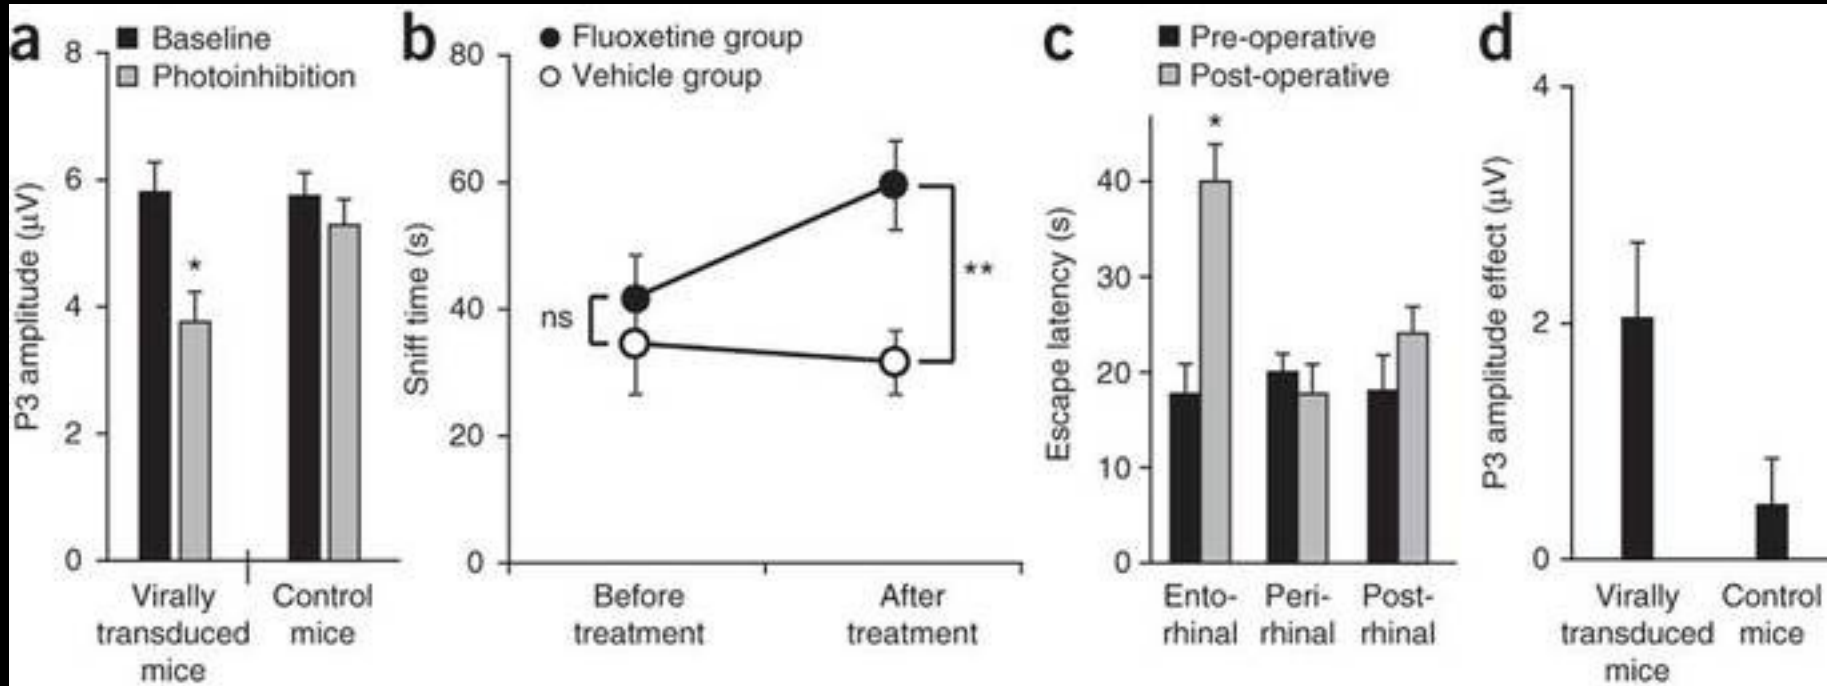 a
Baseline
Photoinhibition
P3 amplitude (μV)
8
6
4
2
0
*
Virally
transduced
mice
Control
mice
b
Fluoxetine group
Vehicle group
Sniff time (s)
80
60
40
20
0
ns
**
Before
treatment
After
treatment
c
Pre-operative
Post-operative
Escape latency (s)
40
30
20
10
0
*
Ento-
rhinal
Peri-
rhinal
Post-
rhinal
d
P3 amplitude effect (μV)
4
2
0
Virally
transduced
mice
Control
mice